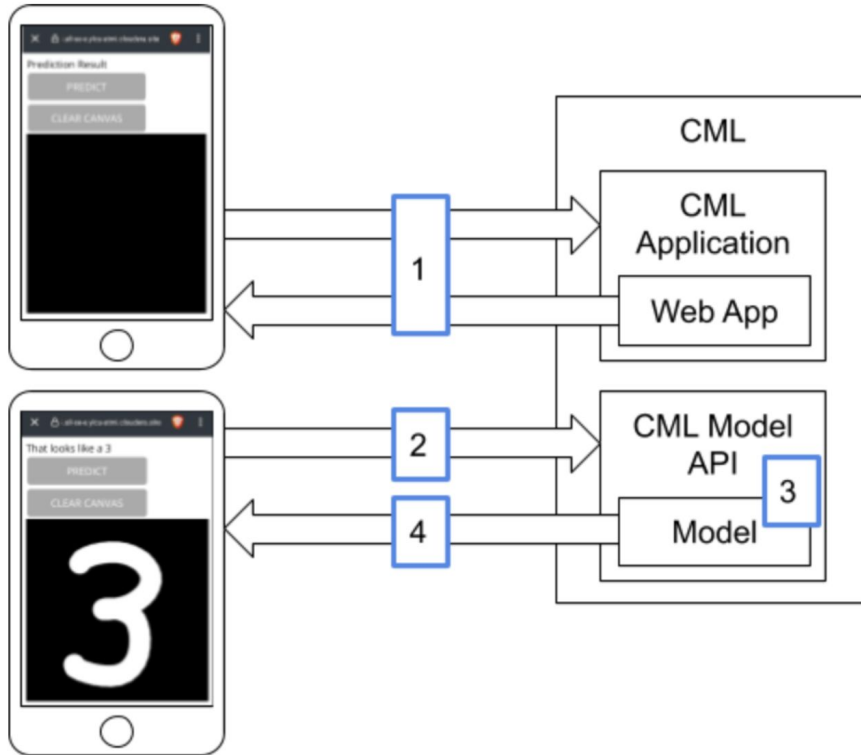 Prediction Result
PREDICT
CLEAR CANVAS
CML
CML
Application
Web App
1
That looks like a 3
PREDICT
CLEAR CANVAS
3
2
CML Model
API
3
4
Model